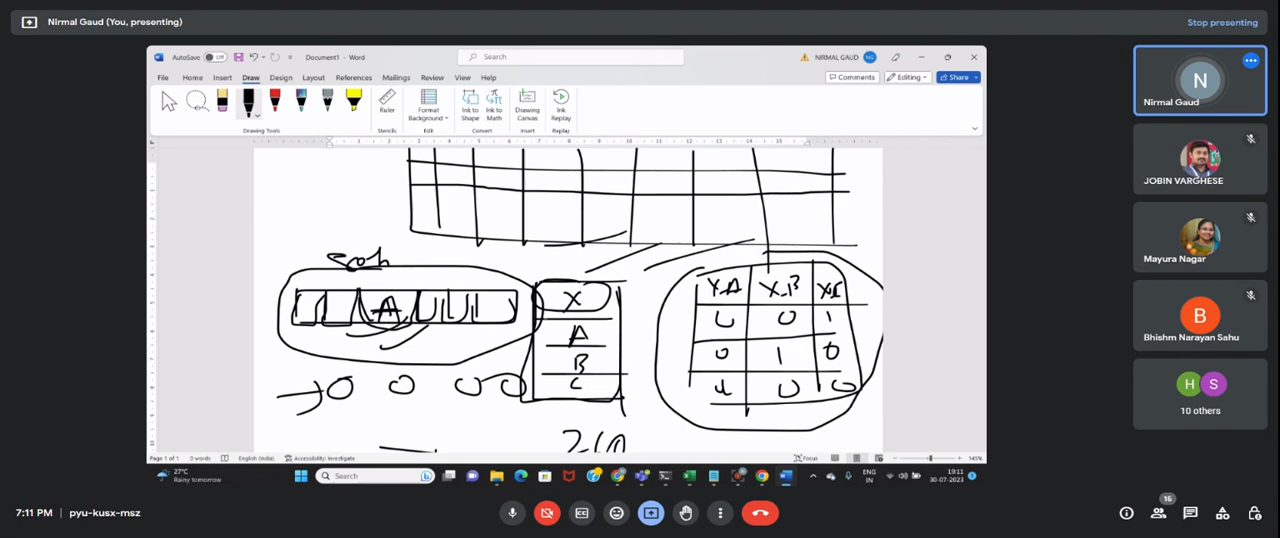 Nirmal Gaud (You, presenting)
Stop presenting
AutoSave Off Document1 - Word Search NIRMAL GAUD NG
File Home Insert Draw Design Layout References Mailings Review View Help Comments Editing Share
Ruler Format Background Ink to Shape Ink to Math Drawing Canvas Ink Replay
Drawing Tools Stencils Edit Convert Insert Replay
X
A
A
B
C
X-A X-B
0 1
0 1 0
0 0
Page 1 of 1 0 words English (India) Accessibility: Investigate Focus 145%
27°C
Rainy tomorrow
Search
ENG
IN
19:11
30-07-2023
N
Nirmal Gaud
JOBIN VARGHESE
Mayura Nagar
B
Bhishm Narayan Sahu
H S
10 others
7:11 PM | pyu-kusx-msz
16